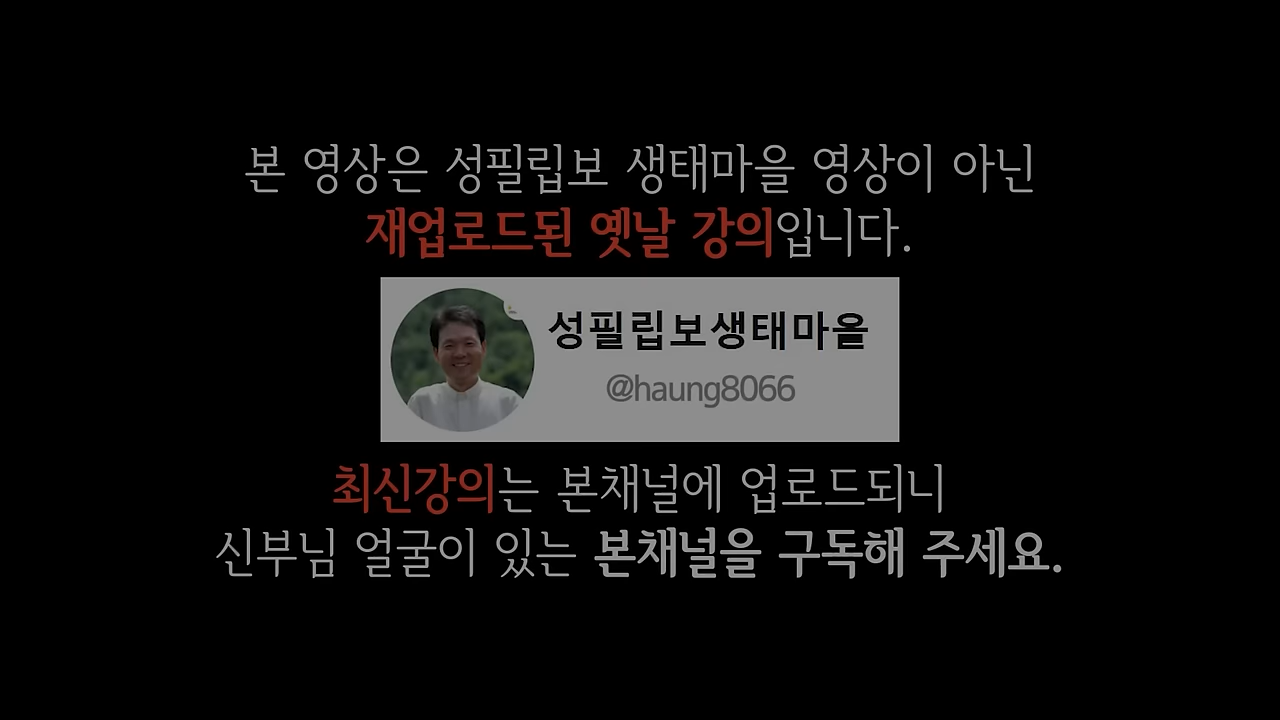 본 영상은 성필립보 생태마을 영상이 아닌
재업로드된 옛날 강의입니다.
성필립보생태마을
@haung8066
최신강의는 본채널에 업로드되니
신부님 얼굴이 있는 본채널을 구독해 주세요.